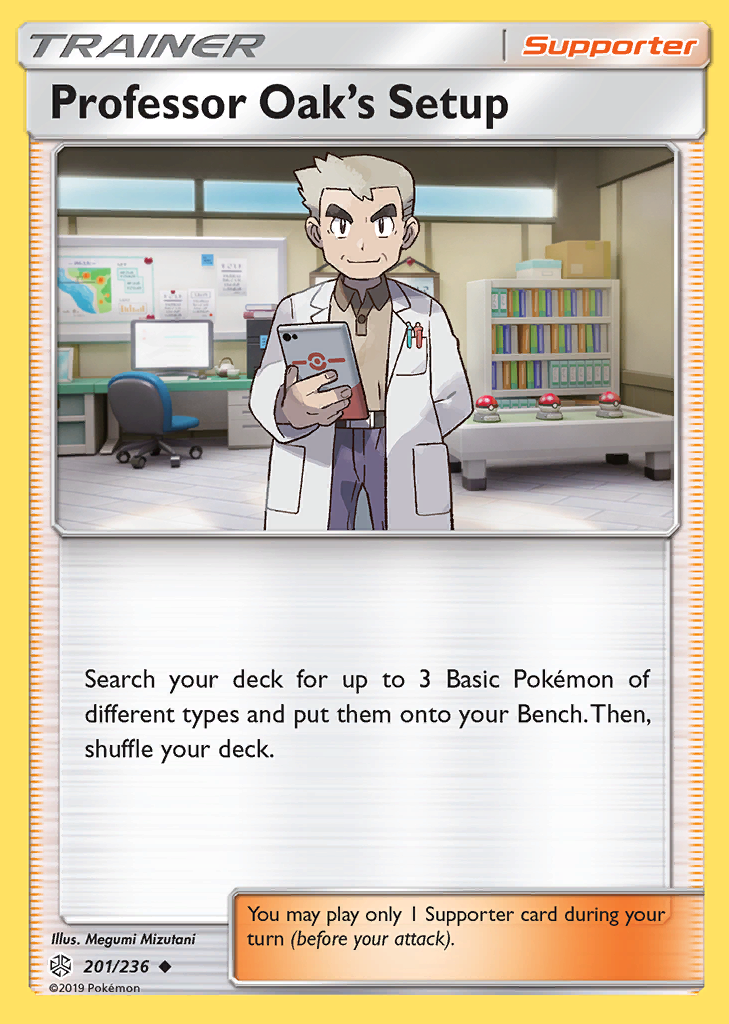 TRAINER
Supporter
Professor Oak's Setup
Search your deck for up to 3 Basic Pokémon of
different types and put them onto your Bench. Then,
shuffle your deck.
You may play only 1 Supporter card during your
turn (before your attack).
Illus. Megumi Mizutani
201/236
©2019 Pokémon